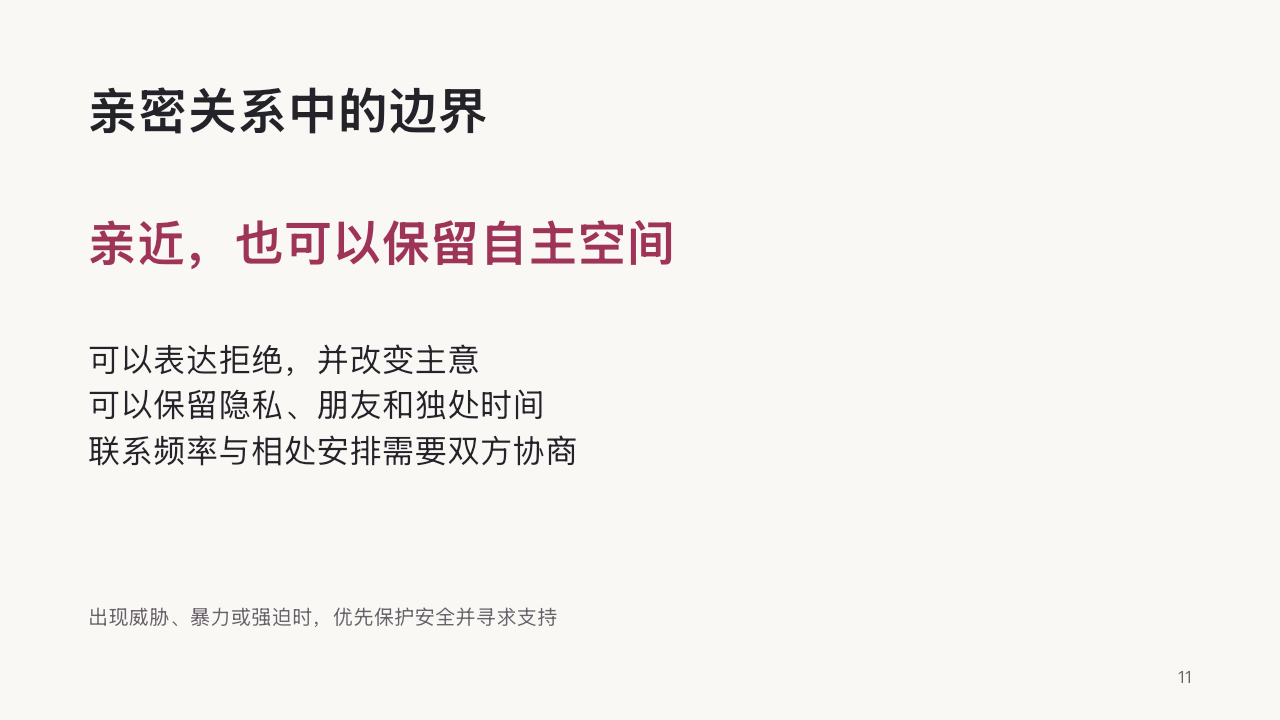 亲密关系中的边界
亲近，也可以保留自主空间
可以表达拒绝，并改变主意
可以保留隐私、朋友和独处时间
联系频率与相处安排需要双方协商
出现威胁、暴力或强迫时，优先保护安全并寻求支持
11